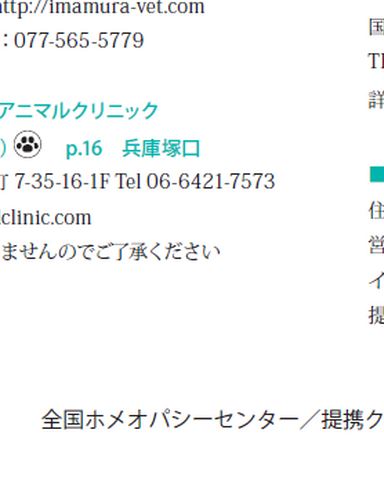 http://imamura-vet.com
：077-565-5779
アニマルクリニック
) p.16 兵庫塚口
町 7-35-16-1F Tel 06-6421-7573
clinic.com
ませんのでご了承ください
国
詳
住
営
イ
提
全国ホメオパシーセンター／提携ク